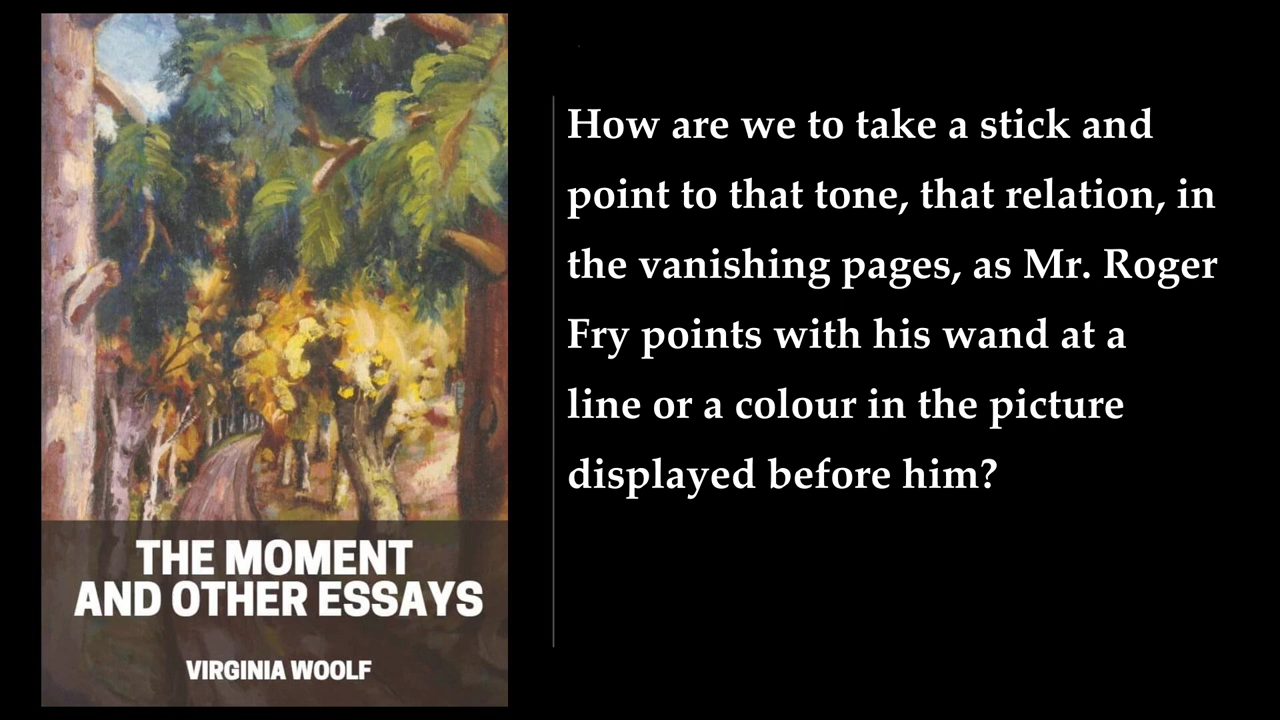 THE MOMENT
AND OTHER ESSAYS
VIRGINIA WOOLF
How are we to take a stick and
point to that tone, that relation, in
the vanishing pages, as Mr. Roger
Fry points with his wand at a
line or a colour in the picture
displayed before him?